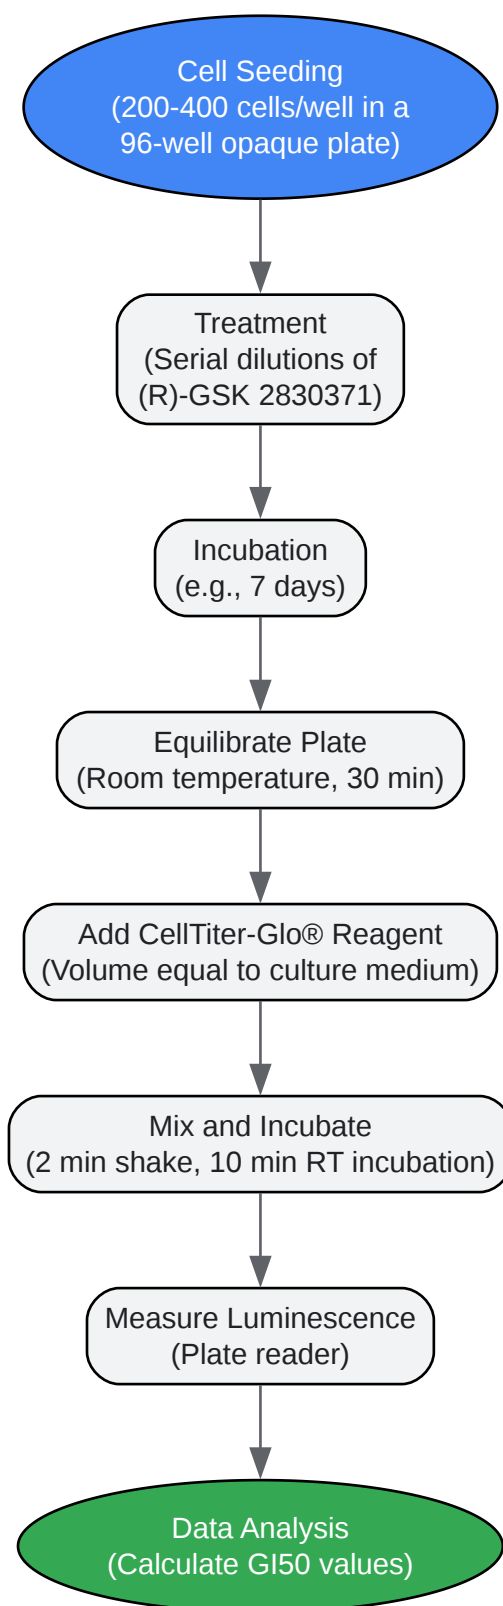 Cell Seeding
(200-400 cells/well in a
96-well opaque plate)
Treatment
(Serial dilutions of
(R)-GSK 2830371)
Incubation
(e.g., 7 days)
Equilibrate Plate
(Room temperature, 30 min)
Add CellTiter-Glo® Reagent
(Volume equal to culture medium)
Mix and Incubate
(2 min shake, 10 min RT incubation)
Measure Luminescence
(Plate reader)
Data Analysis
(Calculate GI50 values)